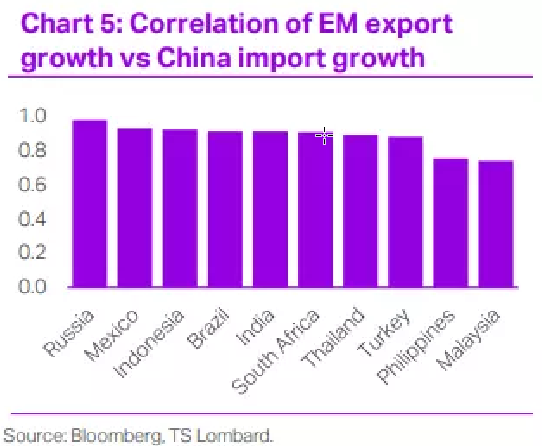 Chart 5: Correlation of EM export
growth vs China import growth
1.0
0.8
0.6
0.4
0.2
0.0
Russia
Mexico
Indonesia
Brazil
India
South Africa
Thailand
Turkey
Philippines
Malaysia
Source: Bloomberg, TS Lombard.